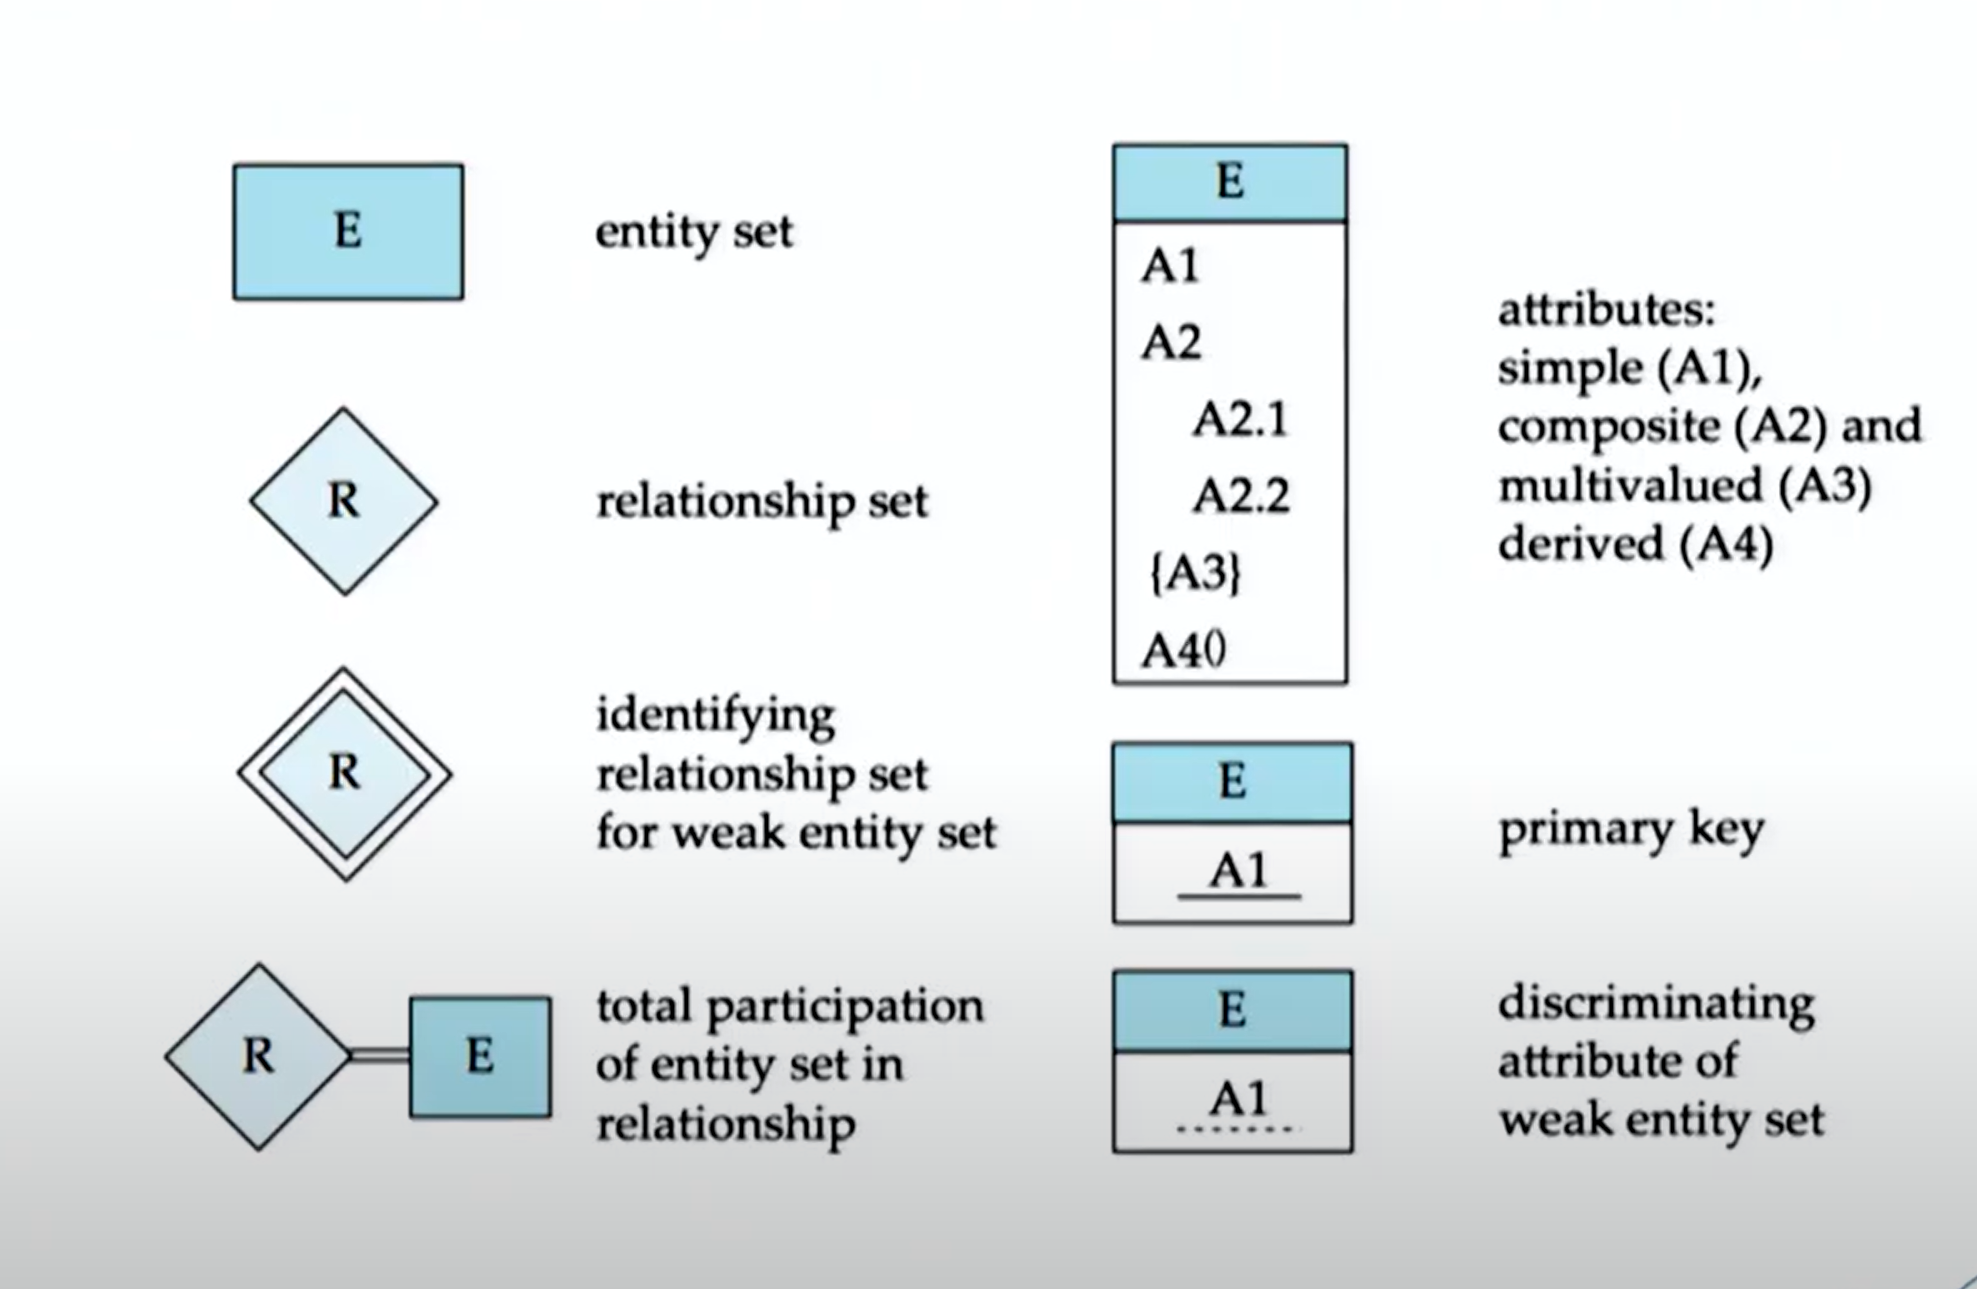 E
entity set
R
relationship set
R
identifying
relationship set
for weak entity set
R
E
total participation
of entity set in
relationship
E
A1
A2
A2.1
A2.2
{A3}
A4()
attributes:
simple (A1),
composite (A2) and
multivalued (A3)
derived (A4)
E
A1
primary key
E
A1
discriminating
attribute of
weak entity set